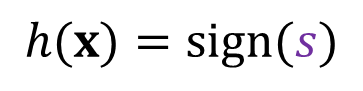 h(x) = sign(s)